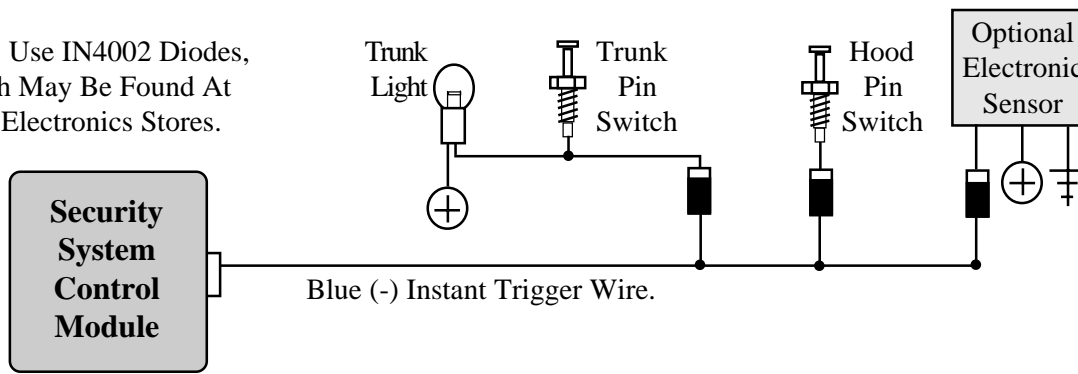 Use IN4002 Diodes,
May Be Found At
Electronics Stores.
Trunk
Light
Trunk
Pin
Switch
Hood
Pin
Switch
Optional
Electronic
Sensor
Security
System
Control
Module
Blue (-) Instant Trigger Wire.